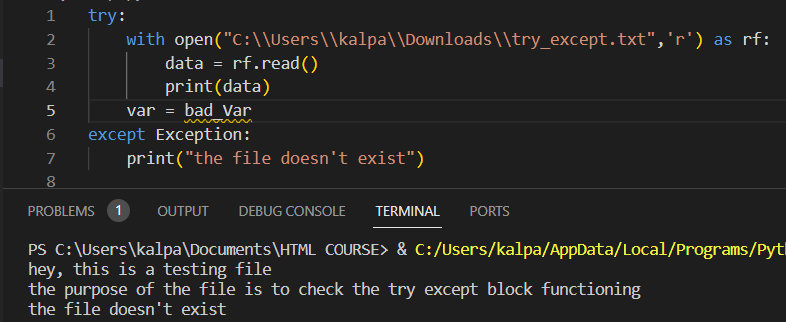 1 try:
2 with open("C:\\Users\\kalpa\\Downloads\\try_except.txt",'r') as rf:
3 data = rf.read()
4 print(data)
5 var = bad_Var
6 except Exception:
7 print("the file doesn't exist")
8
PROBLEMS 1 OUTPUT DEBUG CONSOLE TERMINAL PORTS
PS C:\Users\kalpa\Documents\HTML COURSE> & C:/Users/kalpa/AppData/Local/Programs/Pyt
hey, this is a testing file
the purpose of the file is to check the try except block functioning
the file doesn't exist